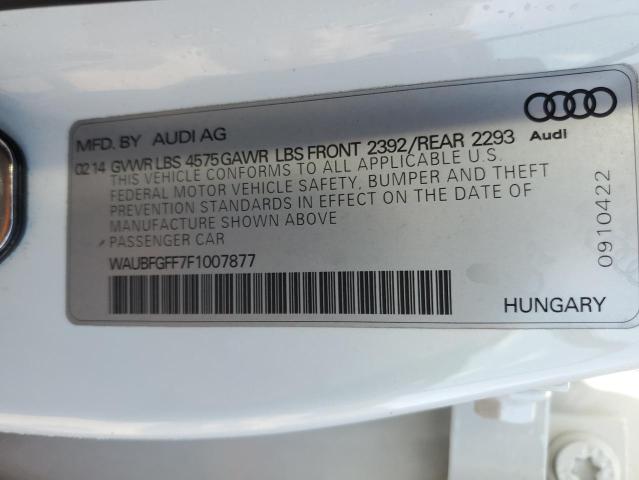 MFD. BY AUDI AG
02 14 GVWR LBS 4575 GAWR LBS FRONT 2392/REAR 2293
THIS VEHICLE CONFORMS TO ALL APPLICABLE U.S.
FEDERAL MOTOR VEHICLE SAFETY, BUMPER AND THEFT
PREVENTION STANDARDS IN EFFECT ON THE DATE OF
MANUFACTURE SHOWN ABOVE
PASSENGER CAR
WAUBFGFF7F1007877
Audi
0910422
HUNGARY